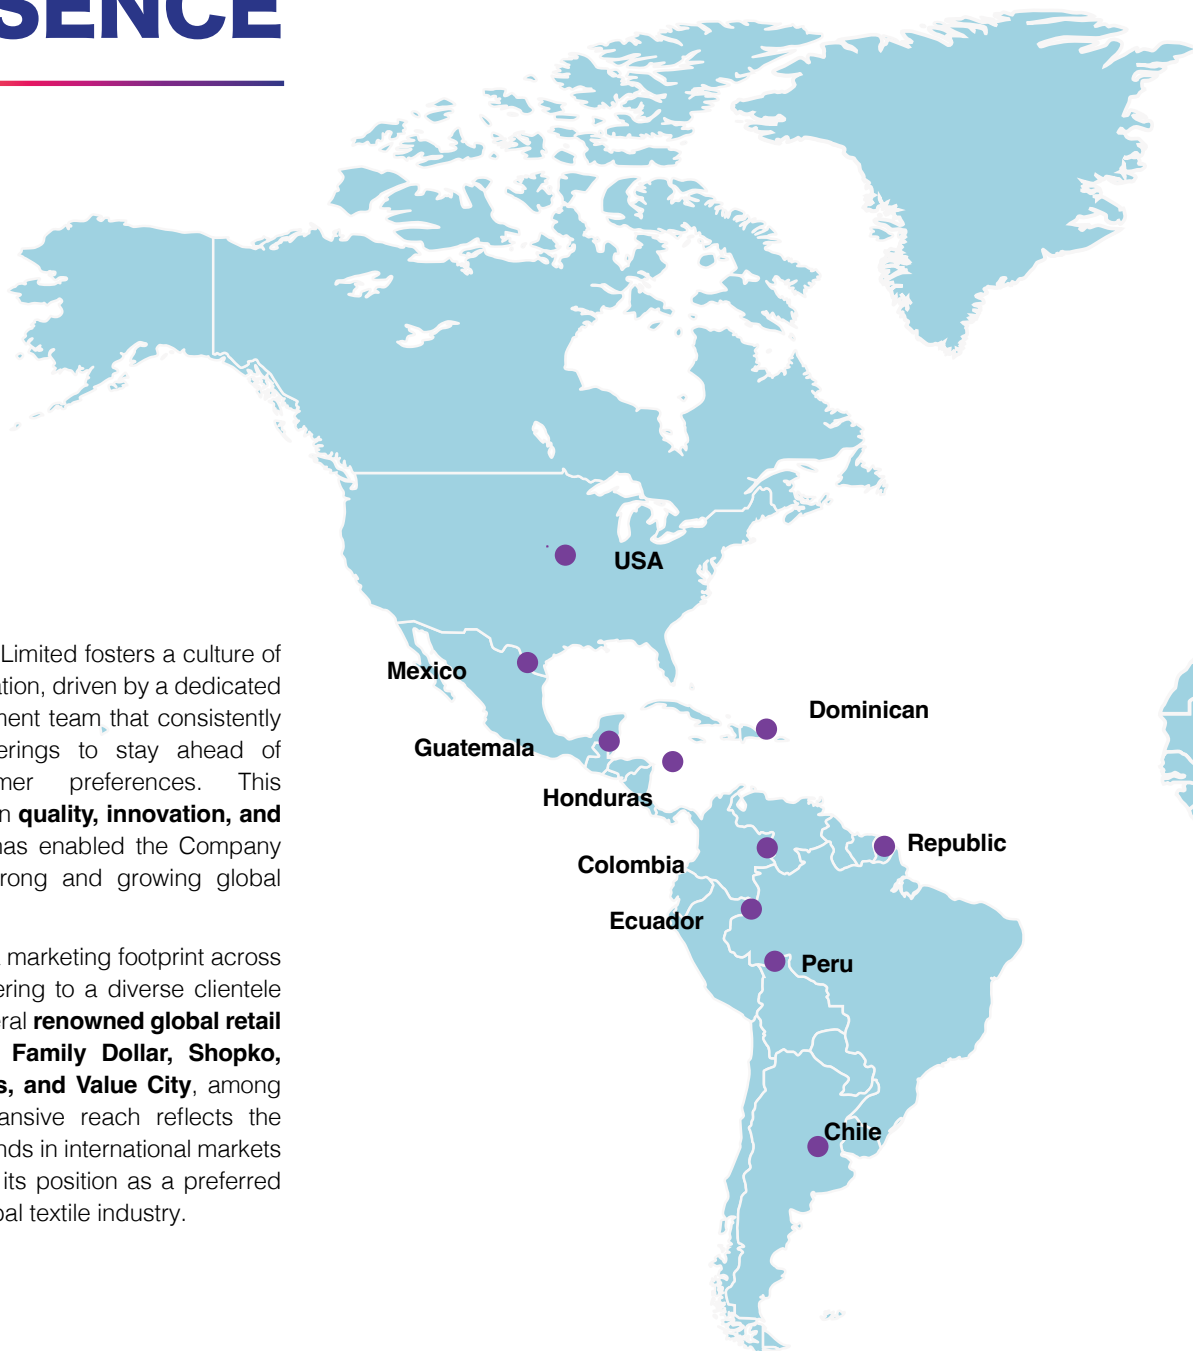 SENCE
Limited fosters a culture of
ation, driven by a dedicated
ment team that consistently
erings to stay ahead of
mer preferences. This
n quality, innovation, and
has enabled the Company
rong and growing global
marketing footprint across
ering to a diverse clientele
eral renowned global retail
Family Dollar, Shopko,
s, and Value City, among
ansive reach reflects the
nds in international markets
its position as a preferred
bal textile industry.
USA
Mexico
Dominican
Guatemala
Honduras
Republic
Colombia
Ecuador
Peru
Chile